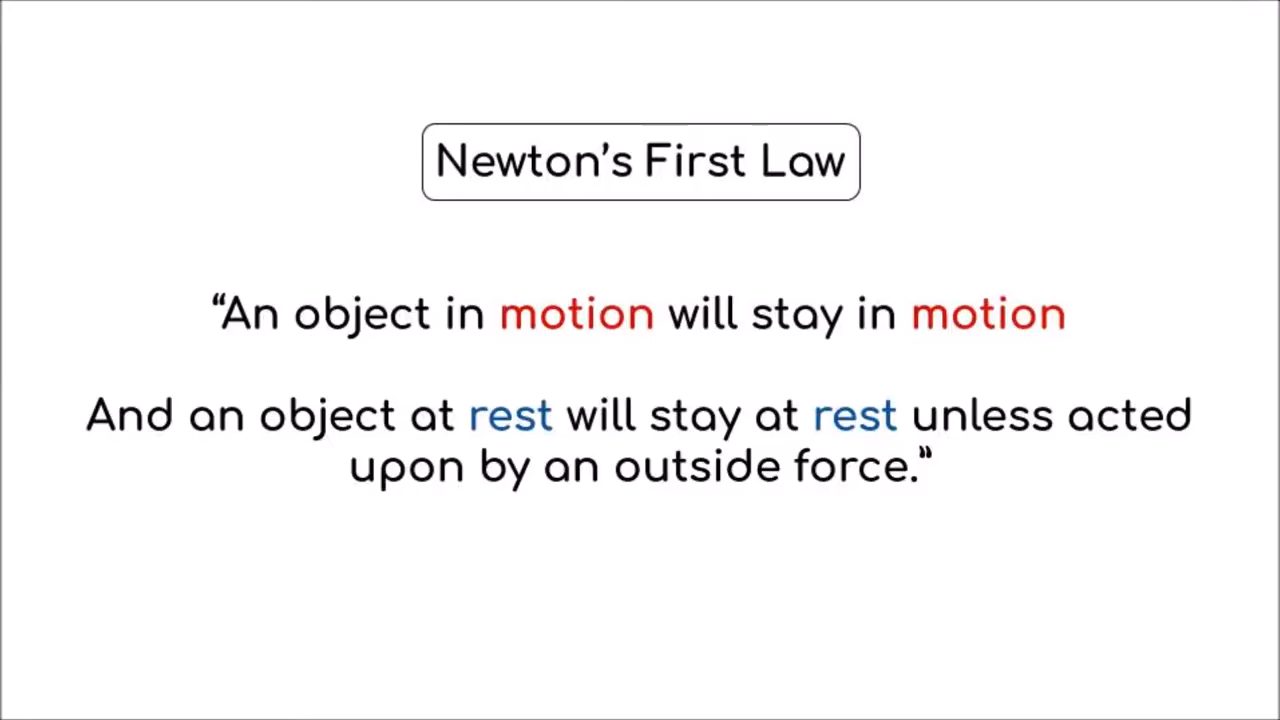 Newton’s First Law
“An object in motion will stay in motion
And an object at rest will stay at rest unless acted
upon by an outside force.”